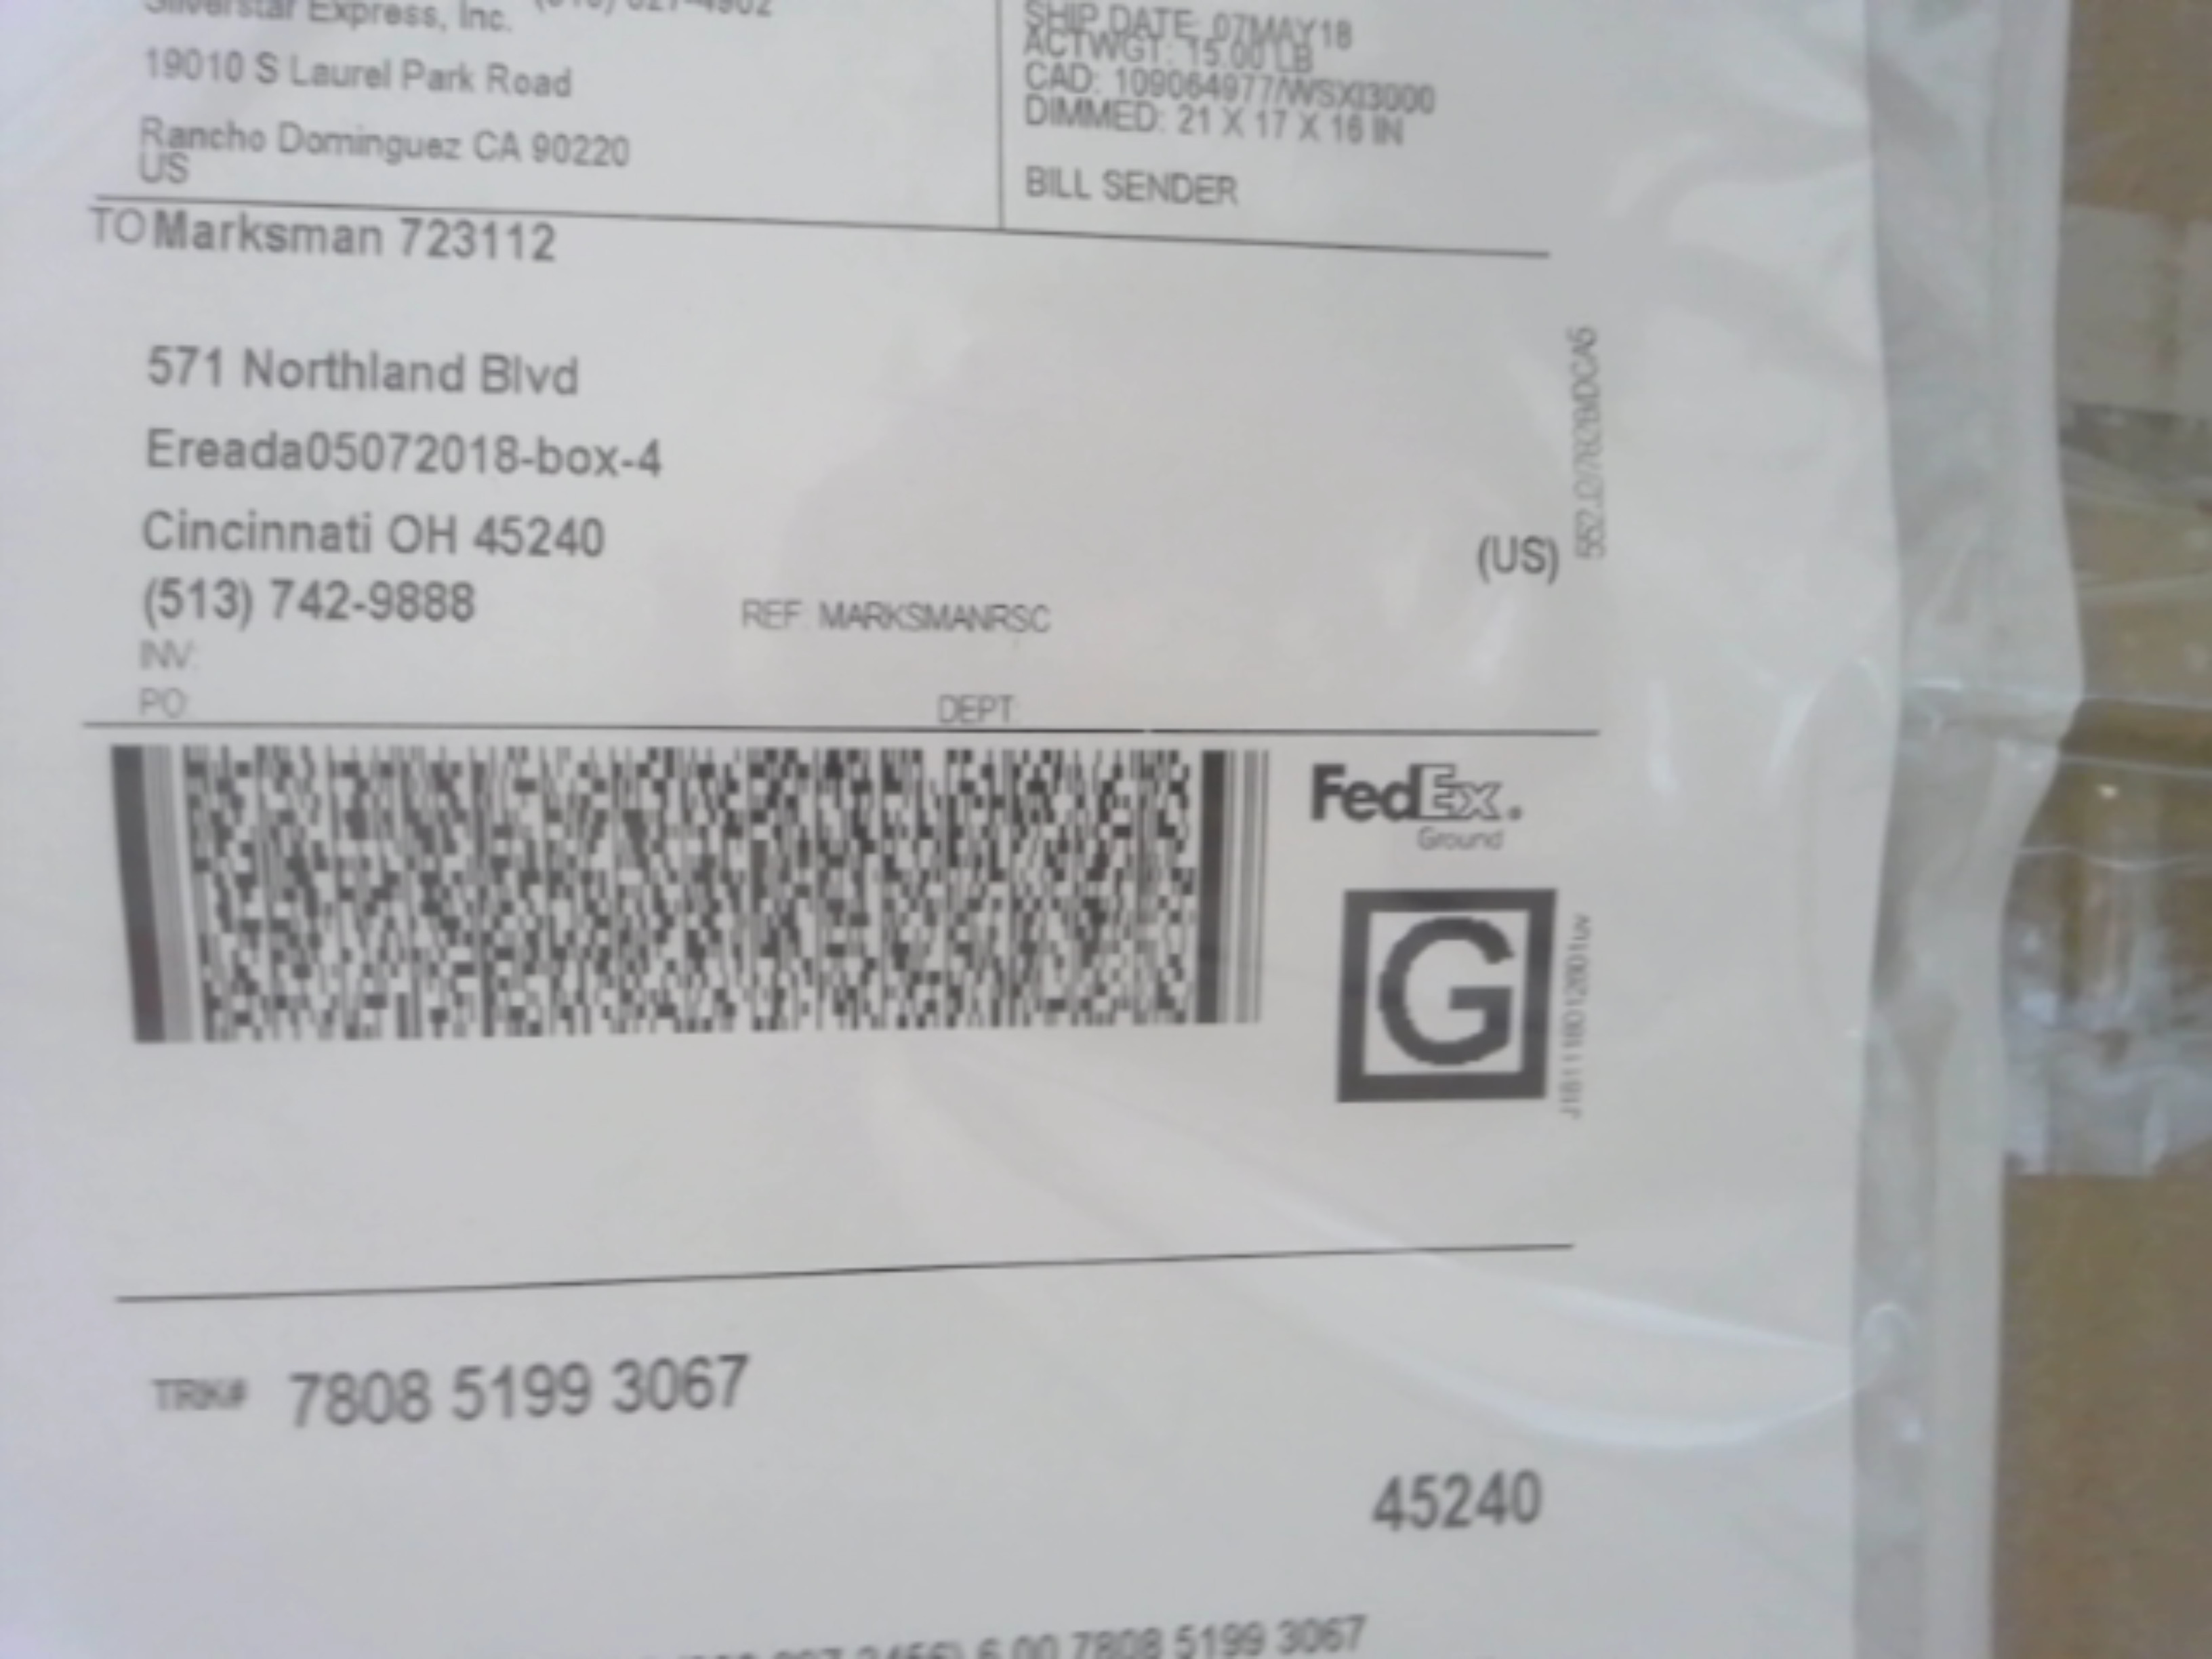 Silverstar Express, Inc.
19010 S Laurel Park Road
Rancho Dominguez CA 90220
US
SHIP DATE: 07MAY18
ACTWGT: 15.00 LB
CAD: 109064977/WSXI3000
DIMMED: 21 X 17 X 16 IN
BILL SENDER
TO Marksman 723112
571 Northland Blvd
Ereada05072018-box-4
Cincinnati OH 45240
(US)
(513) 742-9888
REF: MARKSMANRSC
INV:
PO:
DEPT:
FedEx.
Ground
G
TRK# 7808 5199 3067
45240
6 00 7808 5199 3067